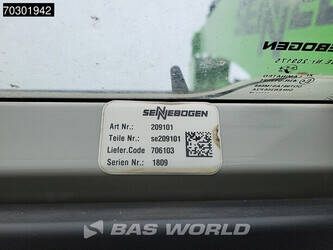 70301942
SENNEBOGEN
Art Nr.: 209101
Teile Nr.: se209101
Liefer.Code 706103
Serien Nr.: 1809
BAS WORLD